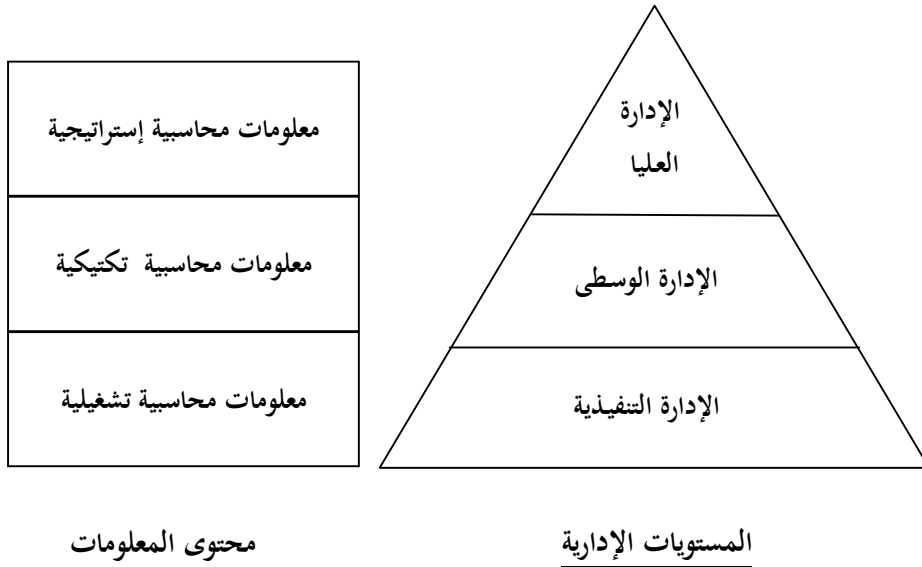 الإدارة
العليا
معلومات محاسبية إستراتيجية
الإدارة الوسطى
معلومات محاسبية تكتيكية
الإدارة التنفيذية
معلومات محاسبية تشغيلية
المستويات الإدارية
محتوى المعلومات